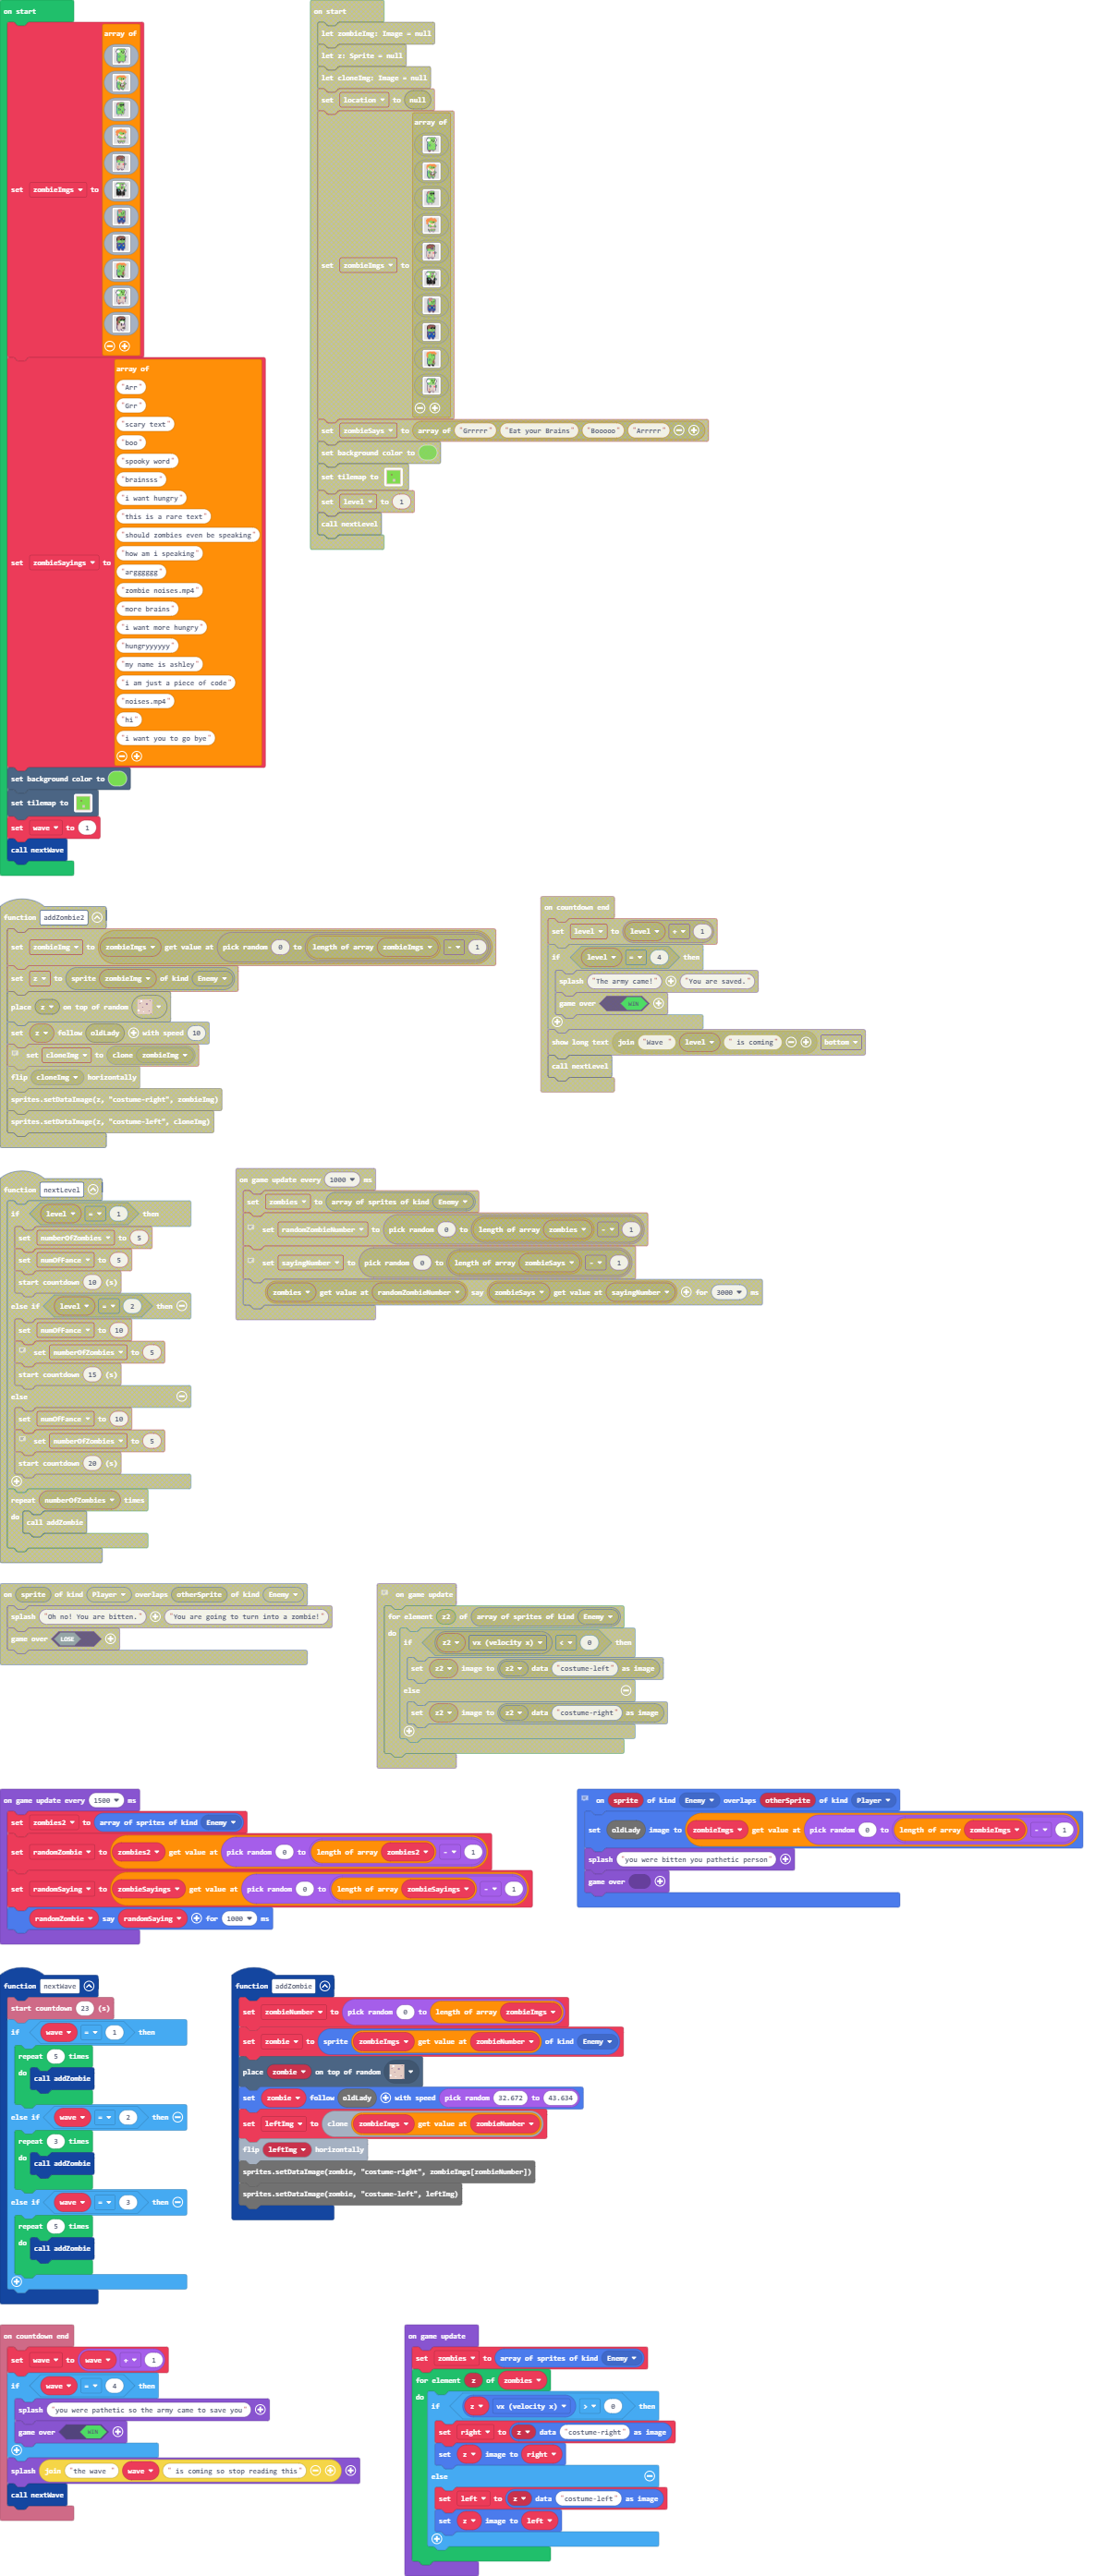 on start
array of
set zombieImgs to
array of
"Arr"
"Grr"
"scary text"
"boo"
"spooky word"
"brainsss"
"i want hungry"
"this is a rare text"
"should zombies even be speaking"
"how am i speaking"
set zombieSayings to
"argggggg"
"zombie noises.mp4"
"more brains"
"i want more hungry"
"hungryyyyyy"
"my name is ashley"
"i am just a piece of code"
"noises.mp4"
"hi"
"i want you to go bye"
set background color to
set tilemap to
set wave to 1
call nextWave
on start
let zombieImg: Image = null
let z: Sprite = null
let cloneImg: Image = null
set location to null
array of
set zombieImgs to
set zombieSays to array of "Grrrrr" "Eat your Brains" "Booooo" "Arrrrr"
set background color to
set tilemap to
set level to 1
call nextLevel
function addZombie2
set zombieImg to zombieImgs get value at pick random 0 to length of array zombieImgs - 1
set z to sprite zombieImg of kind Enemy
place z on top of random
set z follow oldLady with speed 10
set cloneImg to clone zombieImg
flip cloneImg horizontally
sprites.setDataImage(z, "costume-right", zombieImg)
sprites.setDataImage(z, "costume-left", cloneImg)
on countdown end
set level to level + 1
if level = 4 then
splash "The army came!" "You are saved."
game over WIN
show long text join "Wave " level " is coming" bottom
call nextLevel
function nextLevel
if level = 1 then
set numberOfZombies to 5
set numOfFance to 5
start countdown 10 (s)
else if level = 2 then
set numOfFance to 10
set numberOfZombies to 5
start countdown 15 (s)
else
set numOfFance to 10
set numberOfZombies to 5
start countdown 20 (s)
repeat numberOfZombies times
do call addZombie
on game update every 1000 ms
set zombies to array of sprites of kind Enemy
set randomZombieNumber to pick random 0 to length of array zombies - 1
set sayingNumber to pick random 0 to length of array zombieSays - 1
zombies get value at randomZombieNumber say zombieSays get value at sayingNumber for 3000 ms
on sprite of kind Player overlaps otherSprite of kind Enemy
splash "Oh no! You are bitten." "You are going to turn into a zombie!"
game over LOSE
on game update
for element z2 of array of sprites of kind Enemy
do if z2 vx (velocity x) < 0 then
set z2 image to z2 data "costume-left" as image
else
set z2 image to z2 data "costume-right" as image
on game update every 1500 ms
set zombies2 to array of sprites of kind Enemy
set randomZombie to zombies2 get value at pick random 0 to length of array zombies2 - 1
set randomSaying to zombieSayings get value at pick random 0 to length of array zombieSayings - 1
randomZombie say randomSaying for 1000 ms
on sprite of kind Enemy overlaps otherSprite of kind Player
set oldLady image to zombieImgs get value at pick random 0 to length of array zombieImgs - 1
splash "you were bitten you pathetic person"
game over
function nextWave
start countdown 23 (s)
if wave = 1 then
repeat 5 times
do call addZombie
else if wave = 2 then
repeat 3 times
do call addZombie
else if wave = 3 then
repeat 5 times
do call addZombie
function addZombie
set zombieNumber to pick random 0 to length of array zombieImgs
set zombie to sprite zombieImgs get value at zombieNumber of kind Enemy
place zombie on top of random
set zombie follow oldLady with speed pick random 32.672 to 43.634
set leftImg to clone zombieImgs get value at zombieNumber
flip leftImg horizontally
sprites.setDataImage(zombie, "costume-right", zombieImgs[zombieNumber])
sprites.setDataImage(zombie, "costume-left", leftImg)
on countdown end
set wave to wave + 1
if wave = 4 then
splash "you were pathetic so the army came to save you"
game over WIN
splash join "the wave " wave " is coming so stop reading this"
call nextWave
on game update
set zombies to array of sprites of kind Enemy
for element z of zombies
do if z vx (velocity x) > 0 then
set right to z data "costume-right" as image
set z image to right
else
set left to z data "costume-left" as image
set z image to left